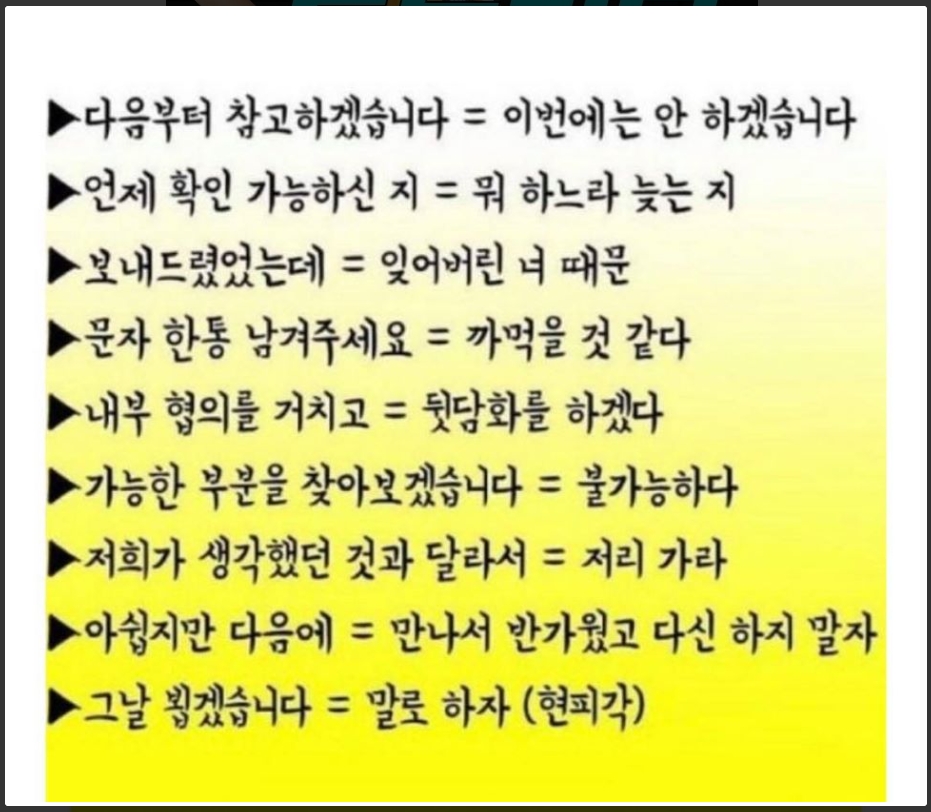 ▶다음부터 참고하겠습니다 = 이번에는 안 하겠습니다
▶언제 확인 가능하신 지 = 뭐 하느라 늦는 지
▶보내드렸었는데 = 잊어버린 너 때문
▶문자 한통 남겨주세요 = 까먹을 것 같다
▶내부 협의를 거치고 = 뒷담화를 하겠다
▶가능한 부분을 찾아보겠습니다 = 불가능하다
▶저희가 생각했던 것과 달라서 = 저리 가라
▶아쉽지만 다음에 = 만나서 반가웠고 다신 하지 말자
▶그날 뵙겠습니다 = 말로 하자 (현피각)